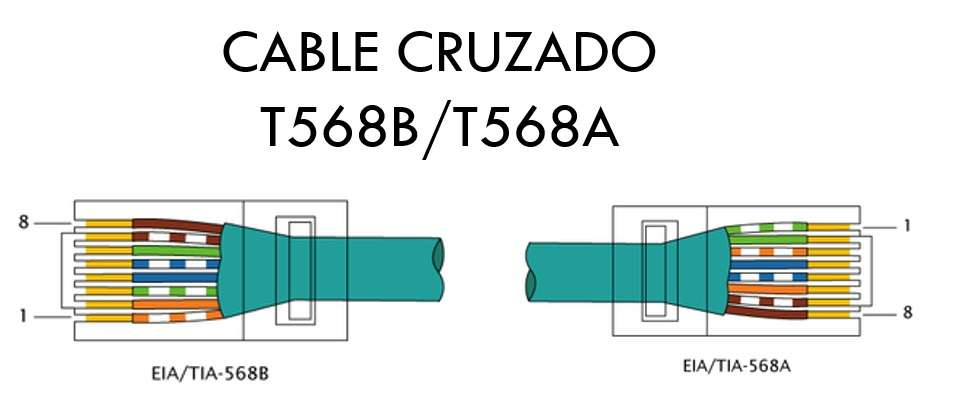 CABLE CRUZADO
T568B/T568A
8
1
1
8
EIA/TIA-568B
EIA/TIA-568A